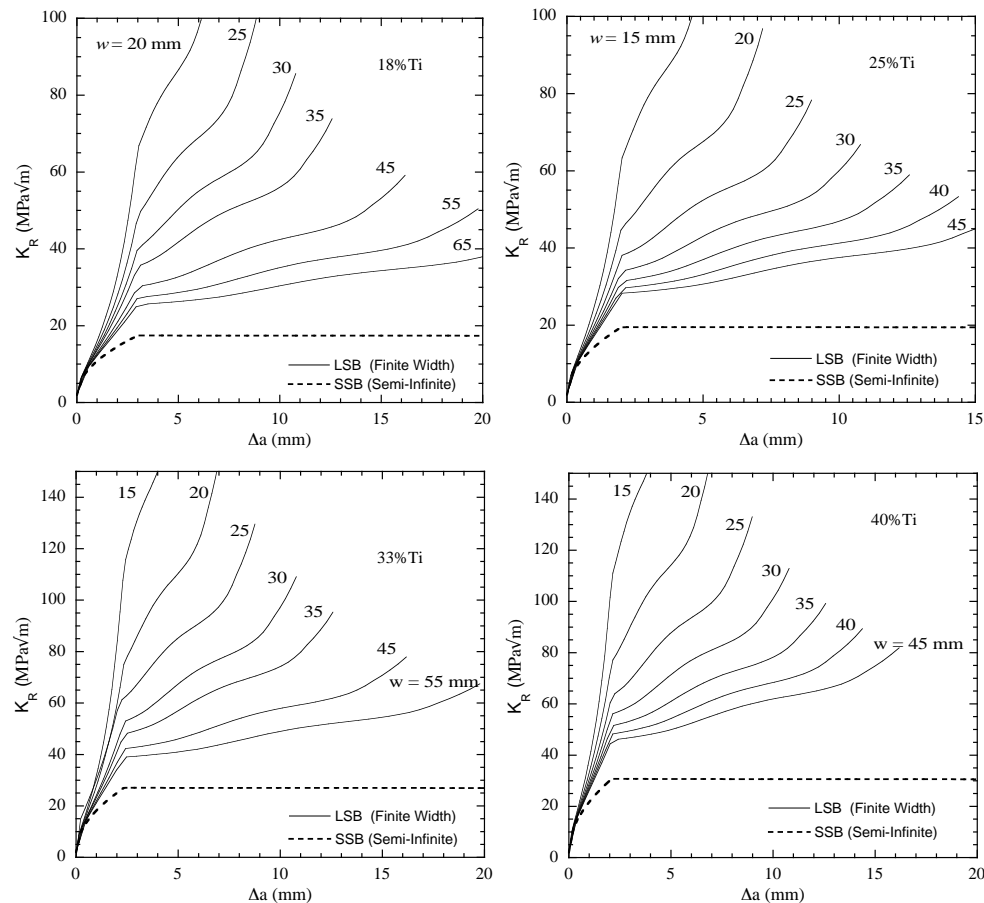 100
80
60
40
20
0
K_R (MPa√m)
w = 20 mm
25
30
35
45
55
65
18%Ti
LSB (Finite Width)
SSB (Semi-Infinite)
0 5 10 15 20
Δa (mm)
100
80
60
40
20
0
K_R (MPa√m)
w = 15 mm
20
25
30
35
40
45
25%Ti
LSB (Finite Width)
SSB (Semi-Infinite)
0 5 10 15
Δa (mm)
140
120
100
80
60
40
20
0
K_R (MPa√m)
15
20
25
30
35
45
w = 55 mm
33%Ti
LSB (Finite Width)
SSB (Semi-Infinite)
0 5 10 15 20
Δa (mm)
140
120
100
80
60
40
20
0
K_R (MPa√m)
15
20
25
30
35
40
w = 45 mm
40%Ti
LSB (Finite Width)
SSB (Semi-Infinite)
0 5 10 15 20
Δa (mm)